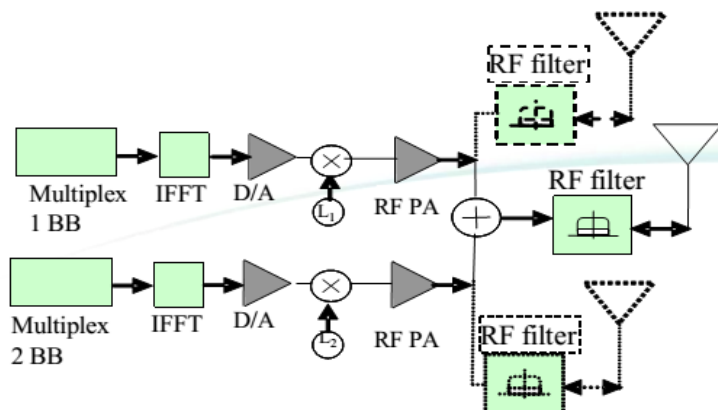 RF filter
Multiplex
1 BB
IFFT
D/A
L1
RF PA
RF filter
Multiplex
2 BB
IFFT
D/A
L2
RF PA
RF filter